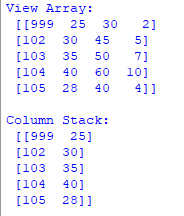 View Array:
[[999 25 30 2]
[102 30 45 5]
[103 35 50 7]
[104 40 60 10]
[105 28 40 4]]
Column Stack:
[[999 25]
[102 30]
[103 35]
[104 40]
[105 28]]